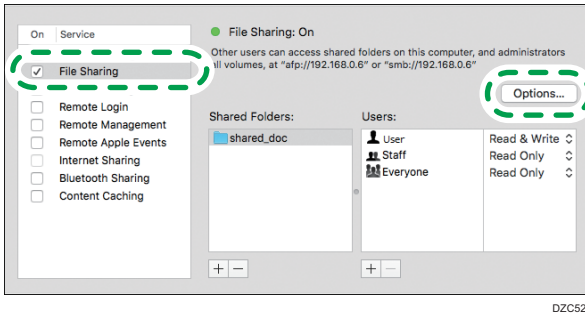 On Service
File Sharing: On
Other users can access shared folders on this computer, and administrators
all volumes, at “afp://192.168.0.6” or “smb://192.168.0.6”
File Sharing
Options...
Remote Login
Remote Management
Remote Apple Events
Internet Sharing
Bluetooth Sharing
Content Caching
Shared Folders:
shared_doc
Users:
User Read & Write
Staff Read Only
Everyone Read Only
+ −
+ −
DZC52